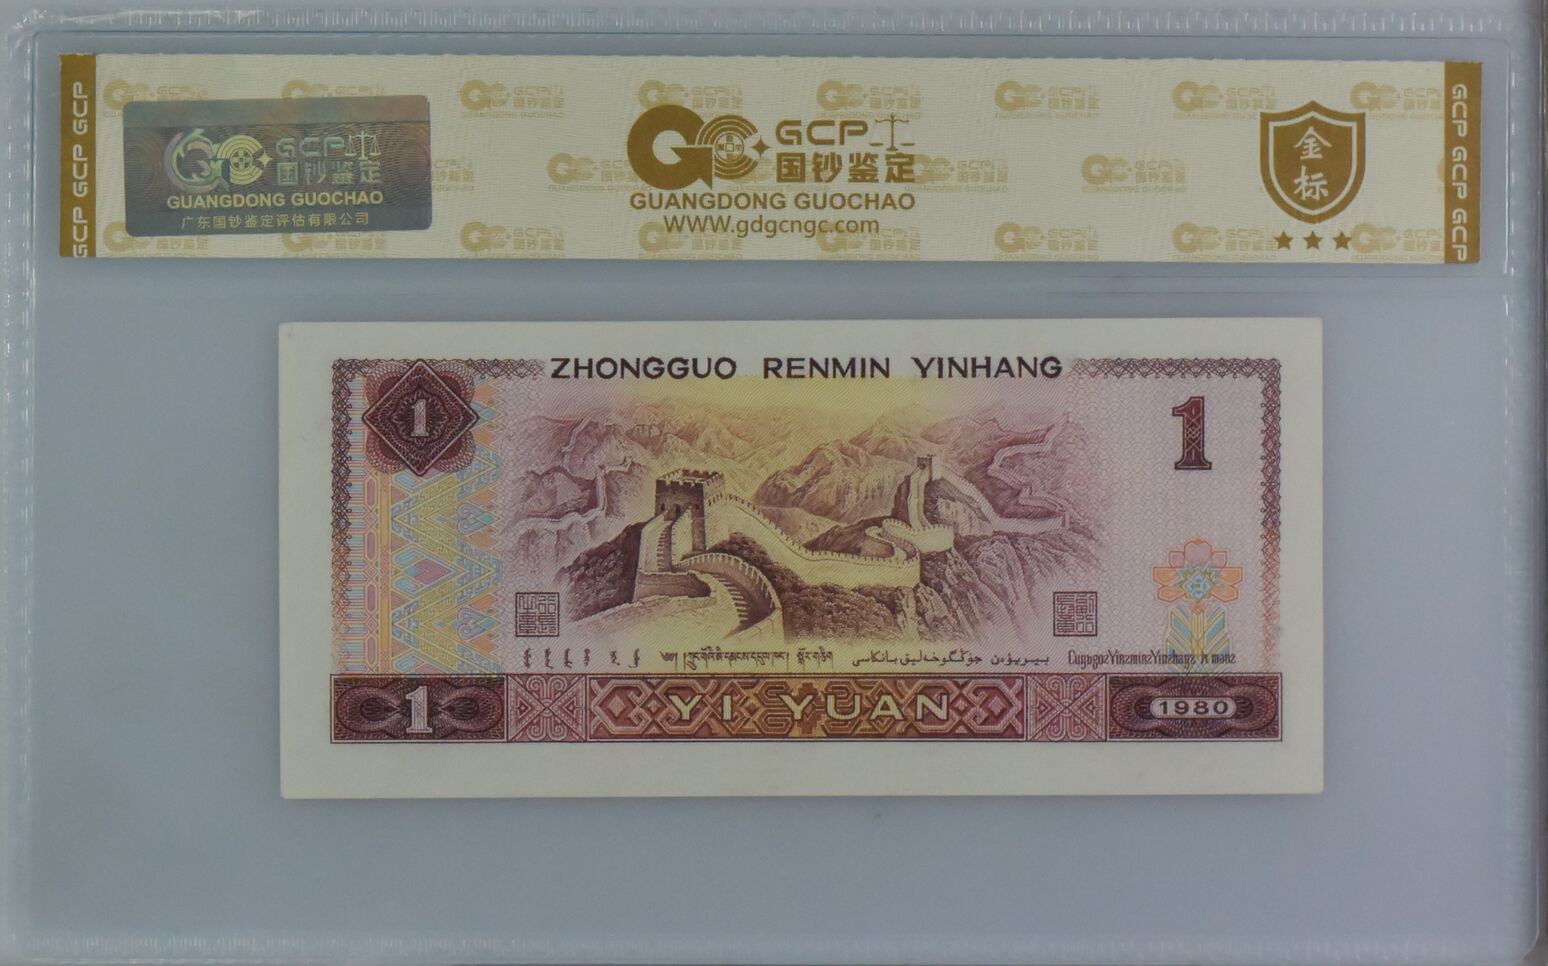 GCP GCP GCP
GCP
国钞鉴定
GUANGDONG GUOCHAO
广东国钞鉴定评估有限公司
GCP
国钞鉴定
GUANGDONG GUOCHAO
WWW.gdgcngc.com
金标
GCP GCP GCP
ZHONGGUO RENMIN YINHANG
1
1
YI YUAN
1
1980